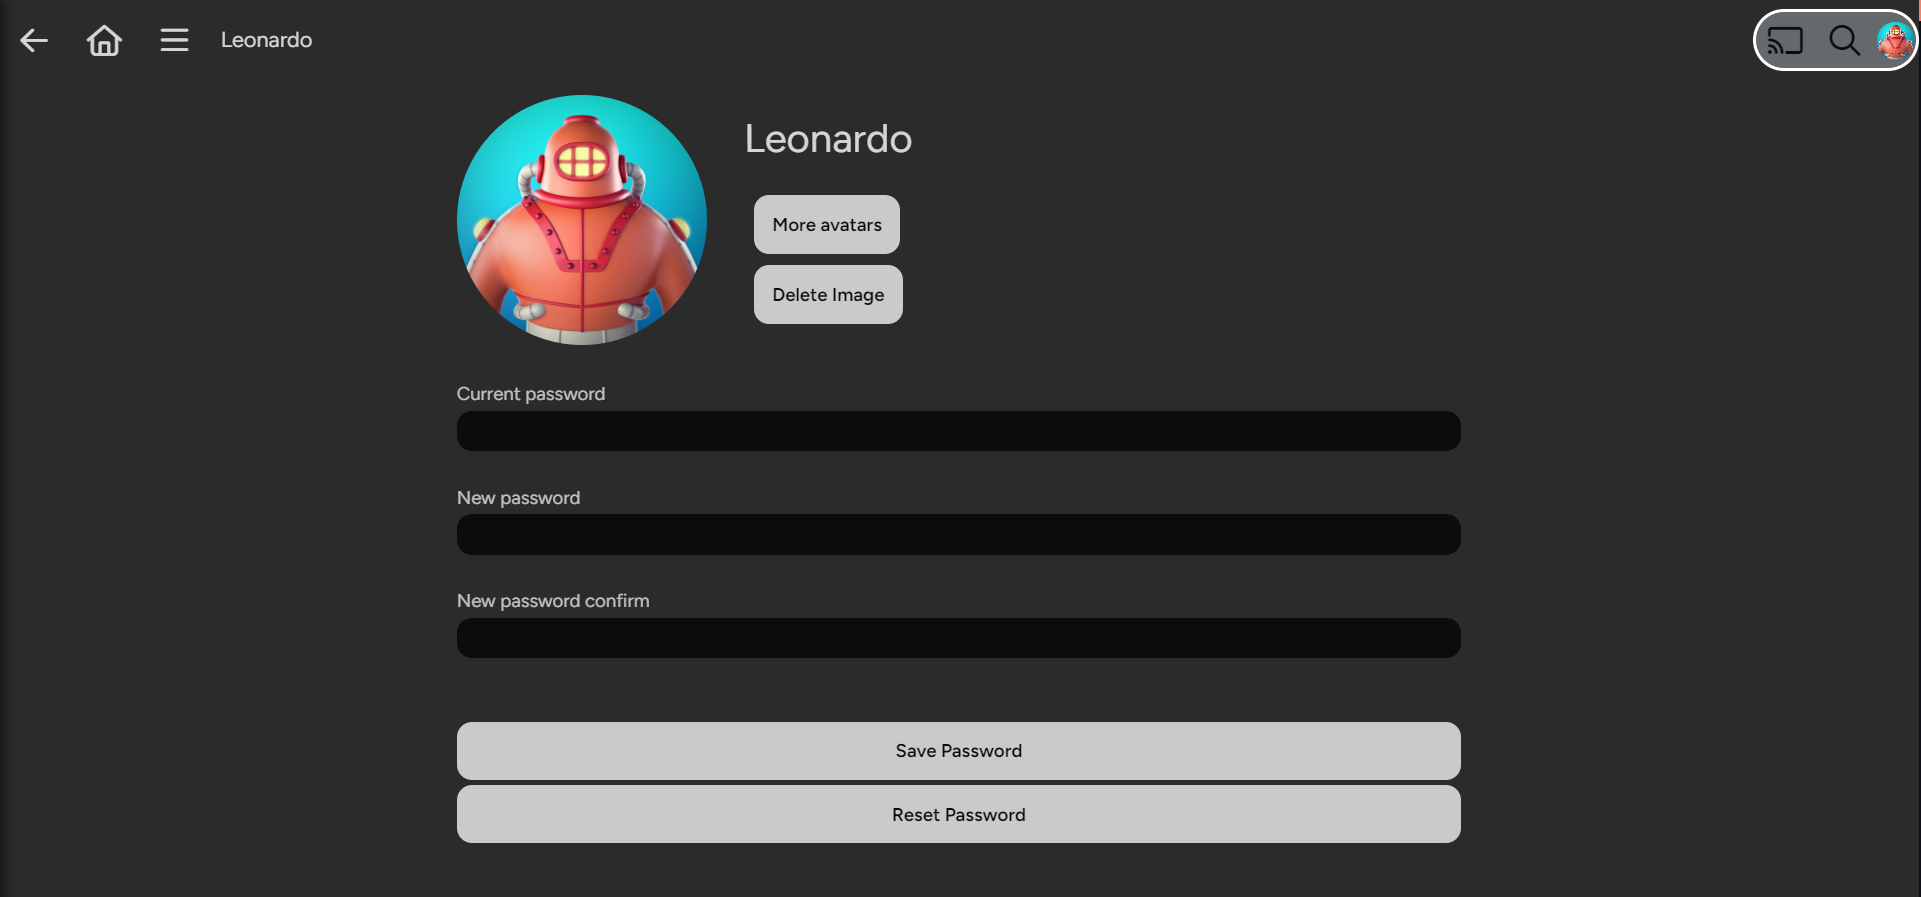 Leonardo
Leonardo
More avatars
Delete Image
Current password
New password
New password confirm
Save Password
Reset Password